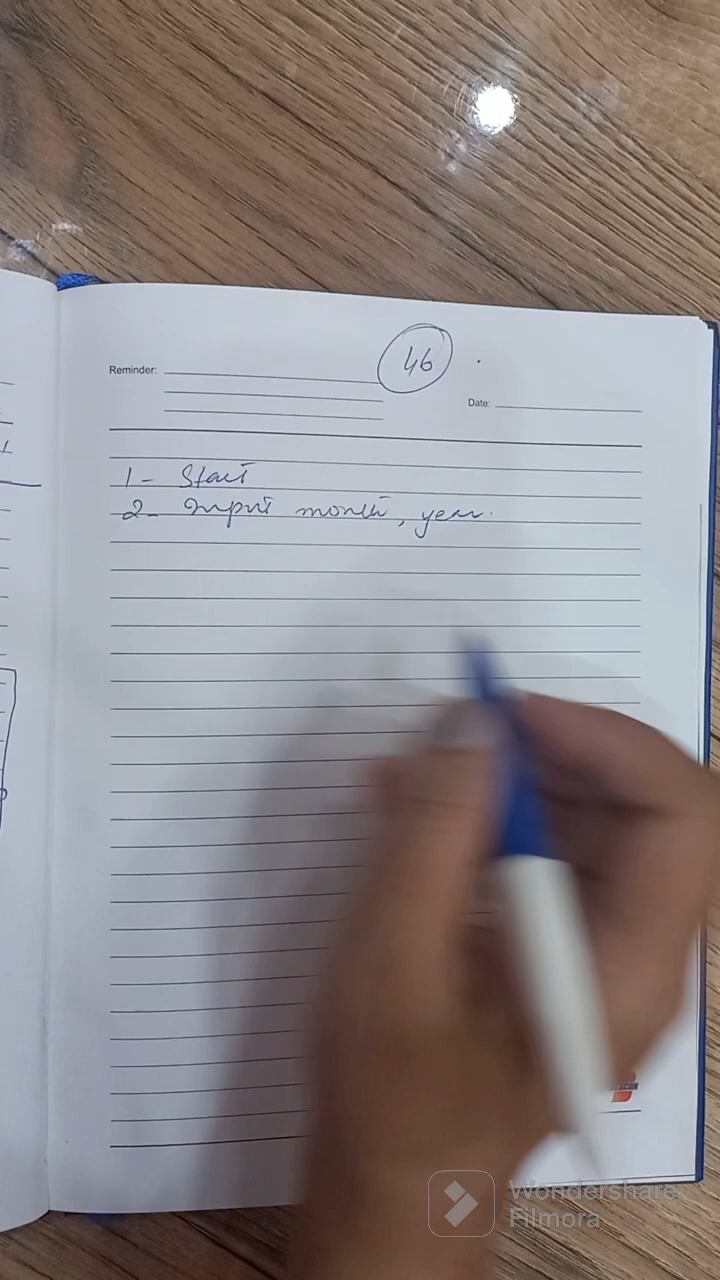 46
Reminder:
Date:
1- Start
2- Input month, year.
Wondershare
Filmora